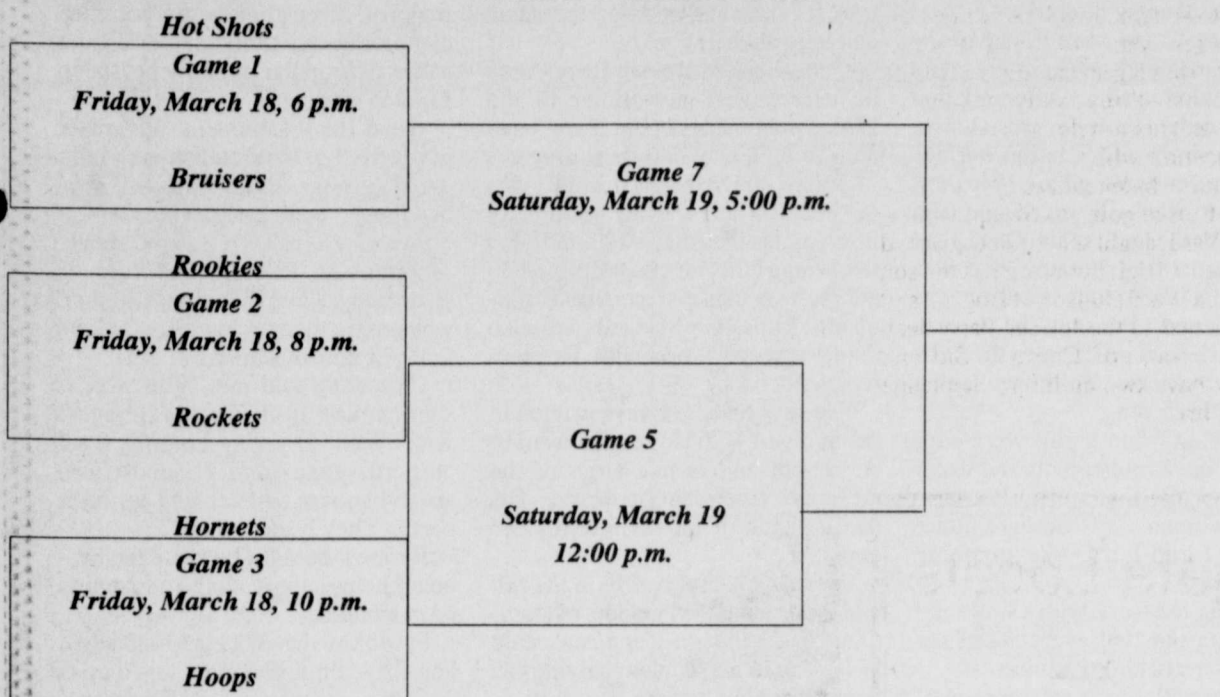 Hot Shots
Game 1
Friday, March 18, 6 p.m.
Bruisers
Game 7
Saturday, March 19, 5:00 p.m.
Rookies
Game 2
Friday, March 18, 8 p.m.
Rockets
Game 5
Saturday, March 19
12:00 p.m.
Hornets
Game 3
Friday, March 18, 10 p.m.
Hoops